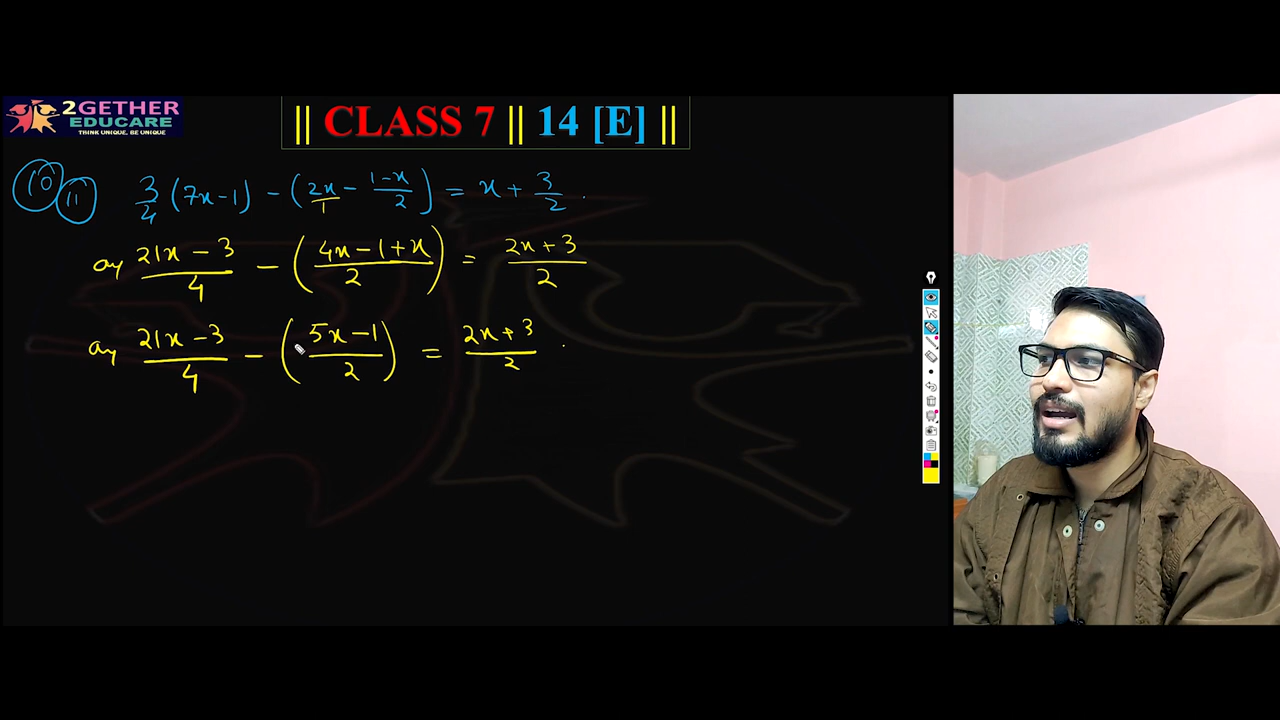 2GETHER
EDUCARE
THINK UNIQUE, BE UNIQUE
|| CLASS 7 || 14 [E] ||
10 11 3/4 (7x-1) - (2x/1 - (1-x)/2) = x + 3/2 .
or, (21x - 3)/4 - ((4x - 1 + x)/2) = (2x + 3)/2
or, (21x - 3)/4 - ((5x - 1)/2) = (2x + 3)/2 .